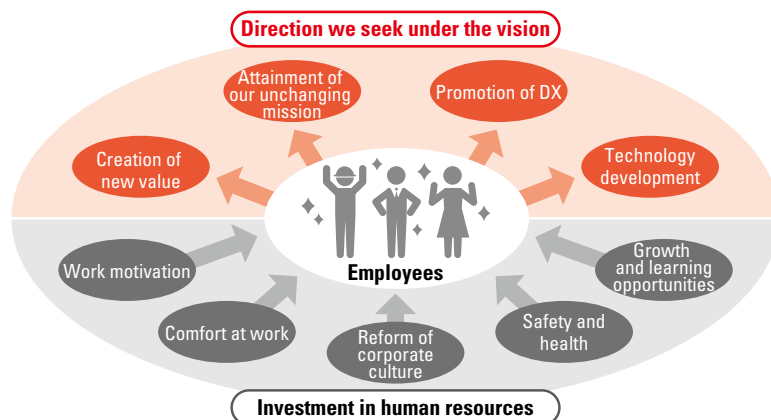 Direction we seek under the vision
Attainment of
our unchanging
mission
Promotion of DX
Creation of
new value
Technology
development
Employees
Work motivation
Growth
and learning
opportunities
Comfort at work
Reform of
corporate
culture
Safety and
health
Investment in human resources